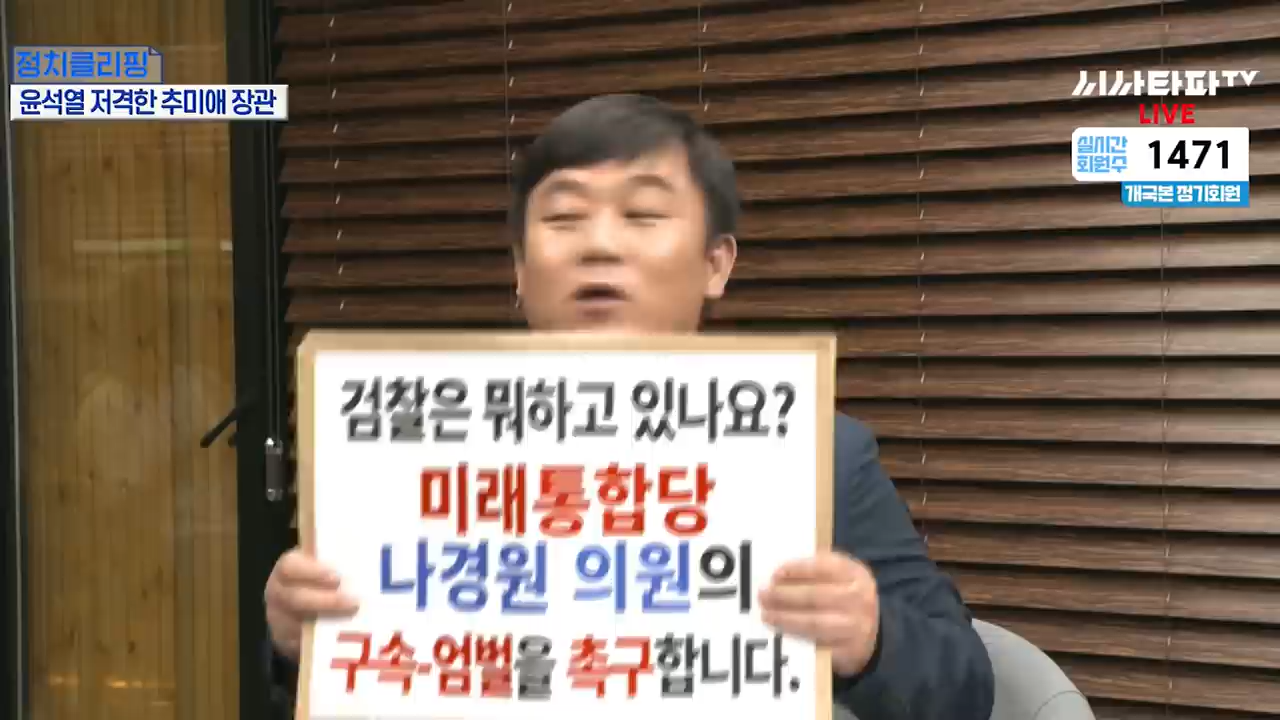 정치클리핑
윤석열 저격한 추미애 장관
시사타파TV
LIVE
실시간
회원수
1471
개국본 정기회원
검찰은 뭐하고 있나요?
미래통합당
나경원 의원의
구속·엄벌을 촉구합니다.